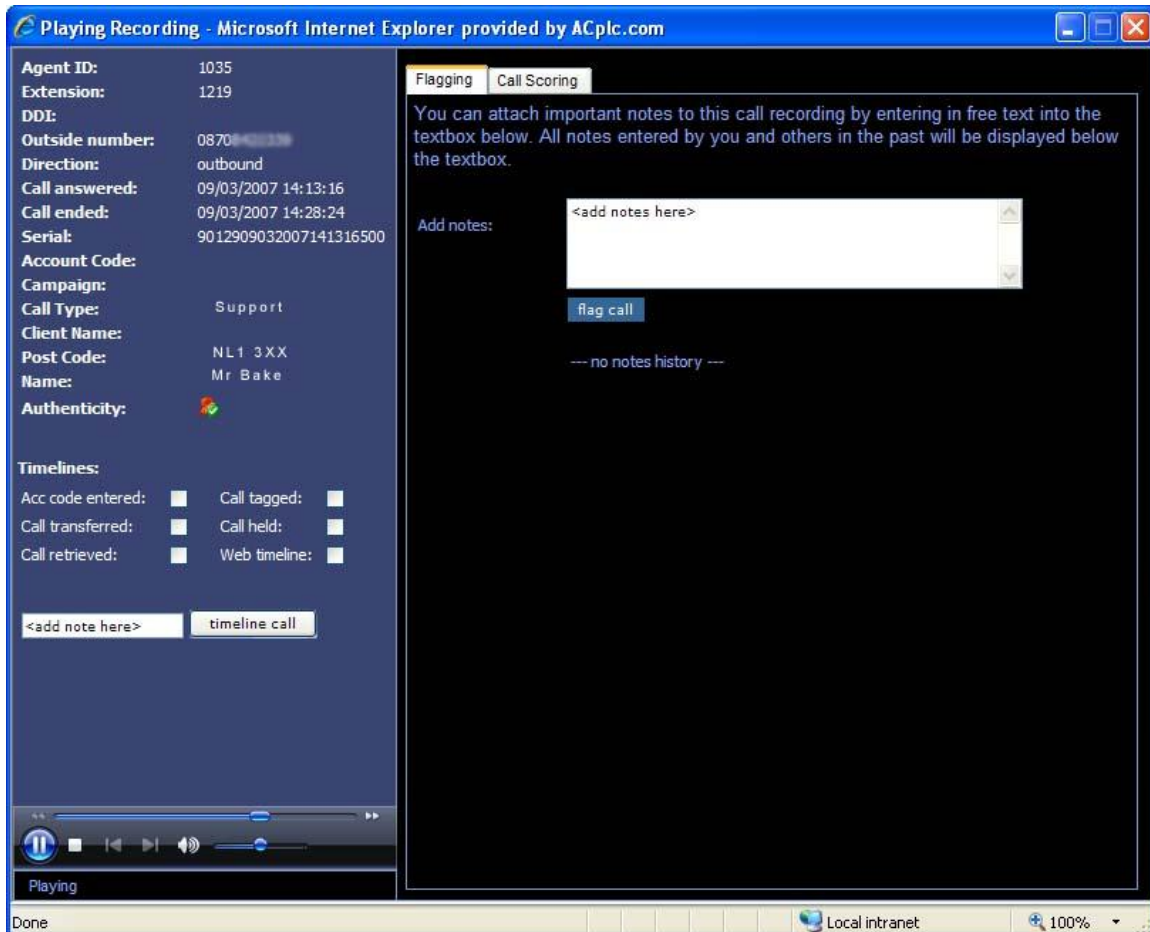 Playing Recording - Microsoft Internet Explorer provided by ACplc.com
Agent ID: 1035
Extension: 1219
DDI:
Outside number: 0870
Direction: outbound
Call answered: 09/03/2007 14:13:16
Call ended: 09/03/2007 14:28:24
Serial: 9012909032007141316500
Account Code:
Campaign:
Call Type: Support
Client Name:
Post Code: NL1 3XX
Name: Mr Bake
Authenticity:
Timelines:
Acc code entered: Call tagged:
Call transferred: Call held:
Call retrieved: Web timeline:
<add note here> timeline call
Playing
Flagging Call Scoring
You can attach important notes to this call recording by entering in free text into the
textbox below. All notes entered by you and others in the past will be displayed below
the textbox.
Add notes: <add notes here>
flag call
--- no notes history ---
Done Local intranet 100%